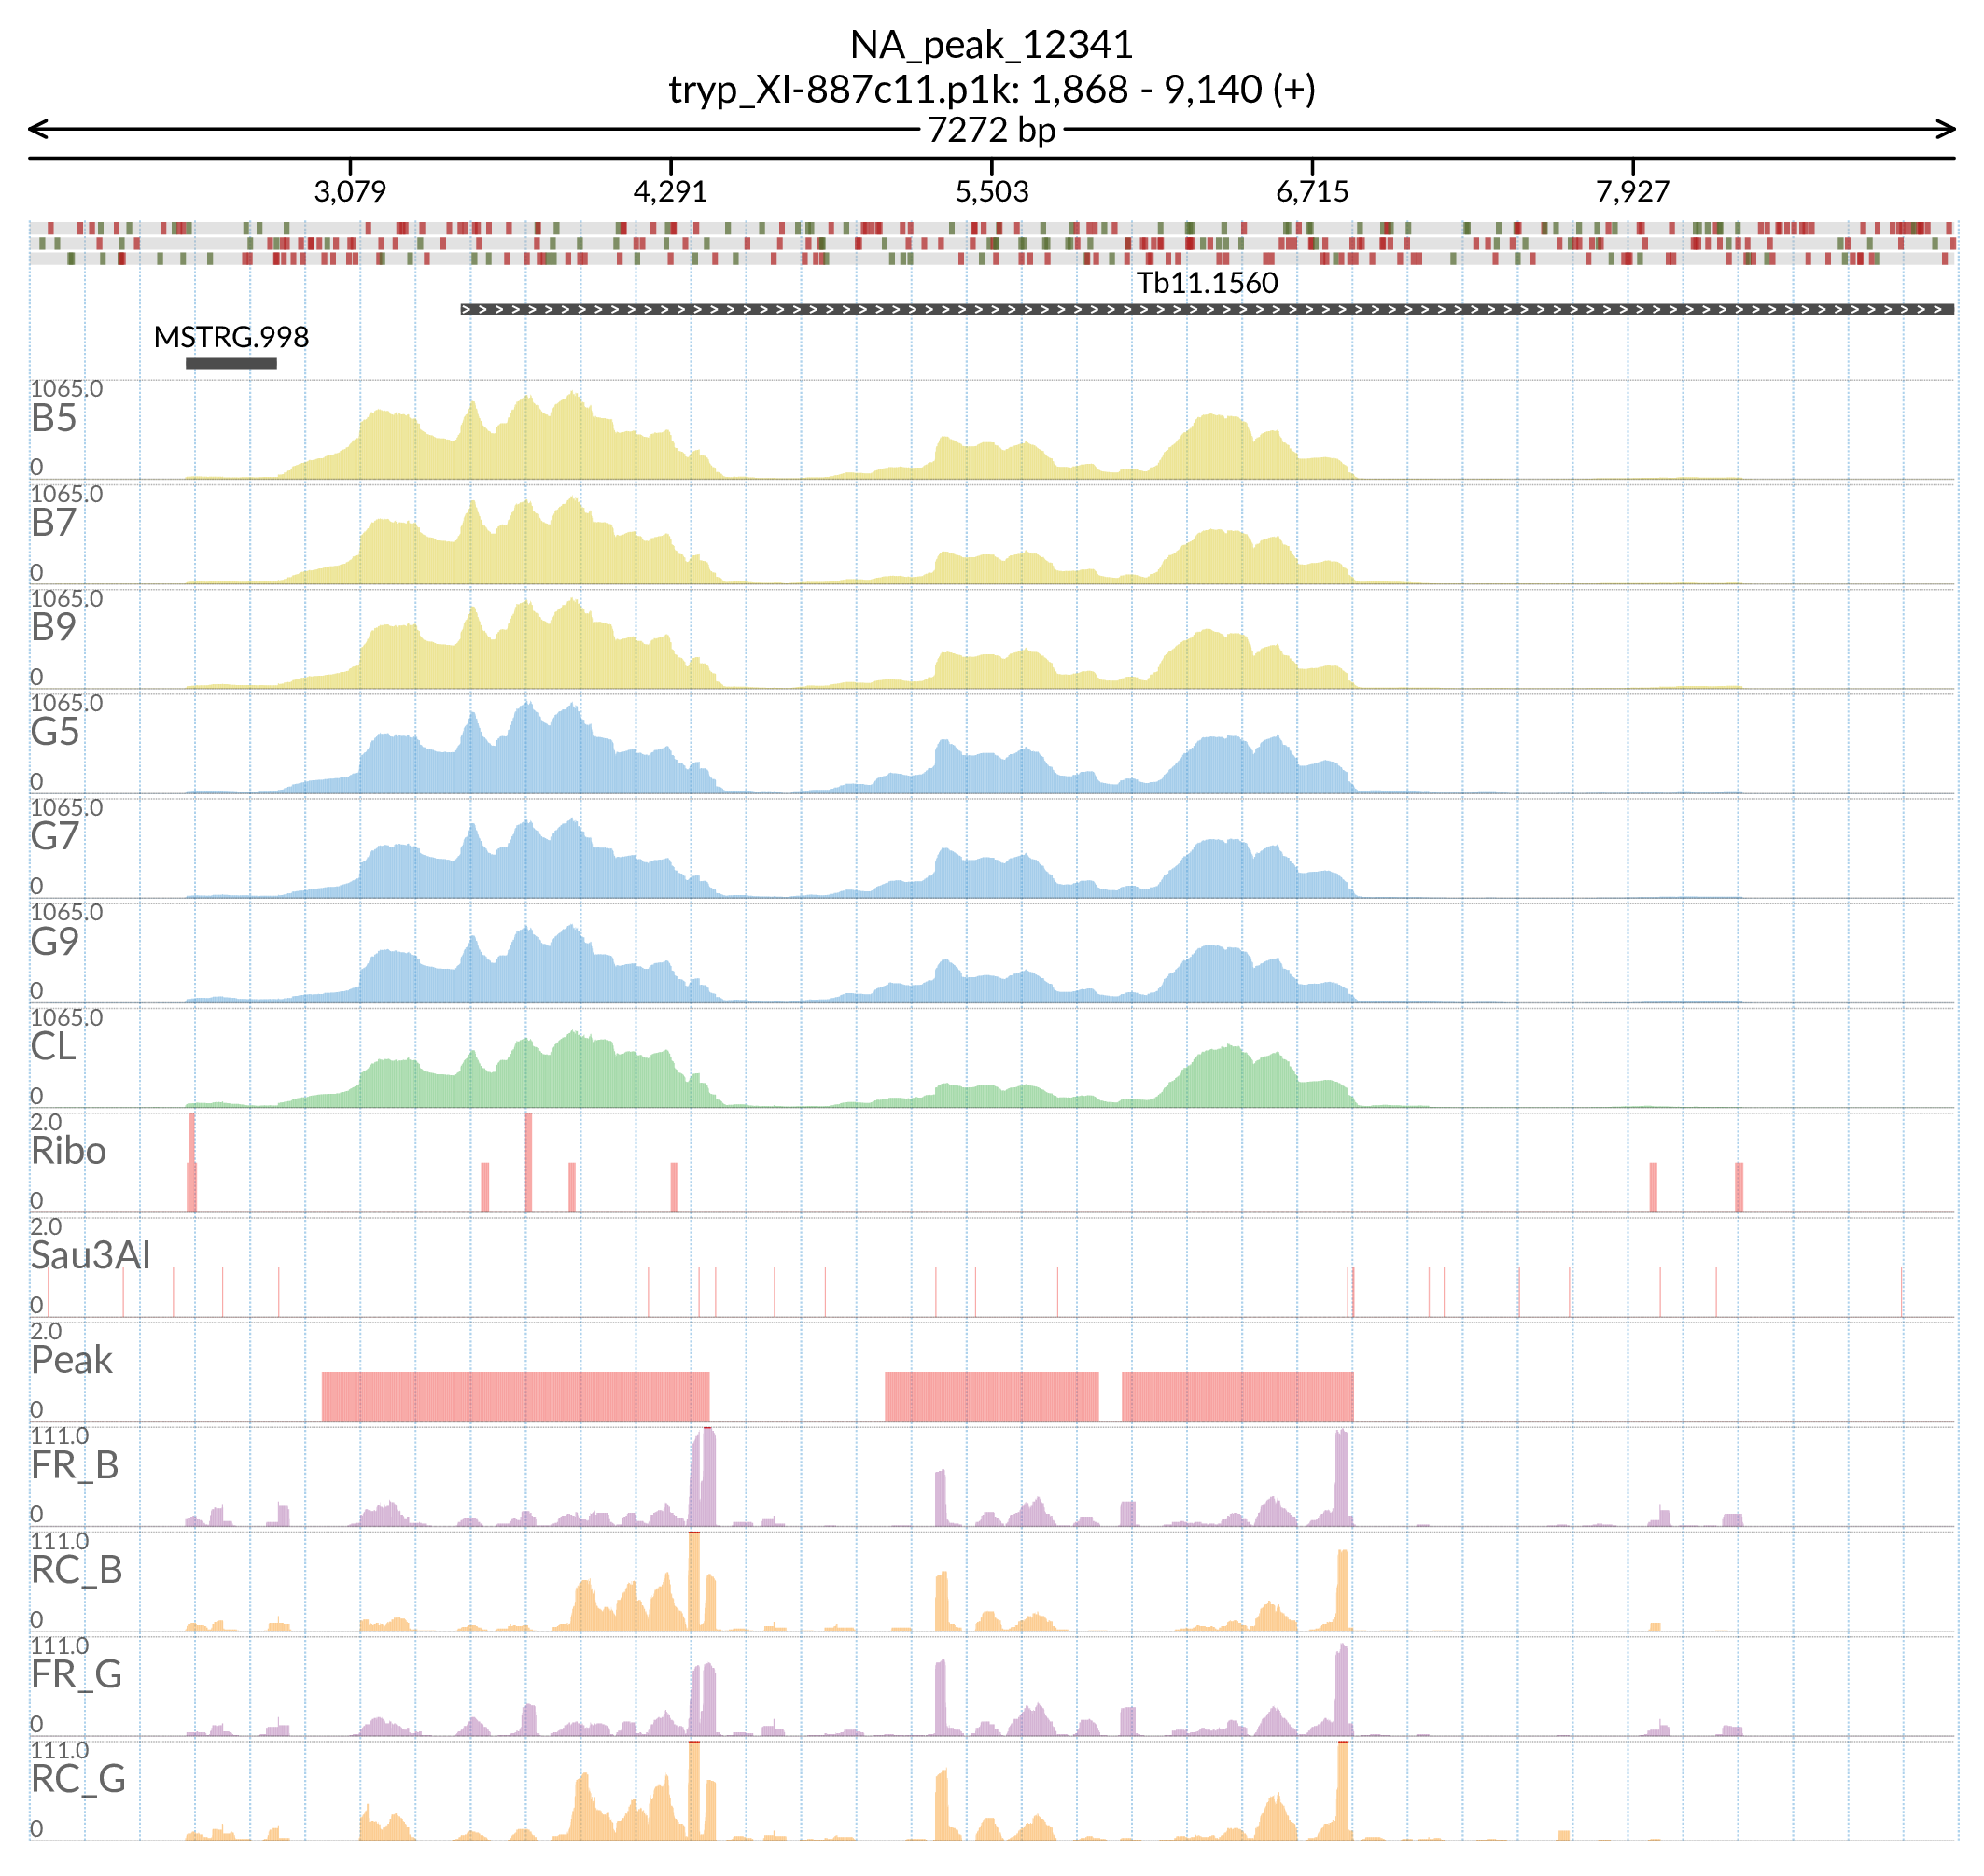 NA_peak_12341
tryp_XI-887c11.p1k: 1,868 - 9,140 (+)
7272 bp
3,079 4,291 5,503 6,715 7,927
Tb11.1560
MSTRG.998
1065.0
B5
0
1065.0
B7
0
1065.0
B9
0
1065.0
G5
0
1065.0
G7
0
1065.0
G9
0
1065.0
CL
0
2.0
Ribo
0
2.0
Sau3AI
0
2.0
Peak
0
111.0
FR_B
0
111.0
RC_B
0
111.0
FR_G
0
111.0
RC_G
0